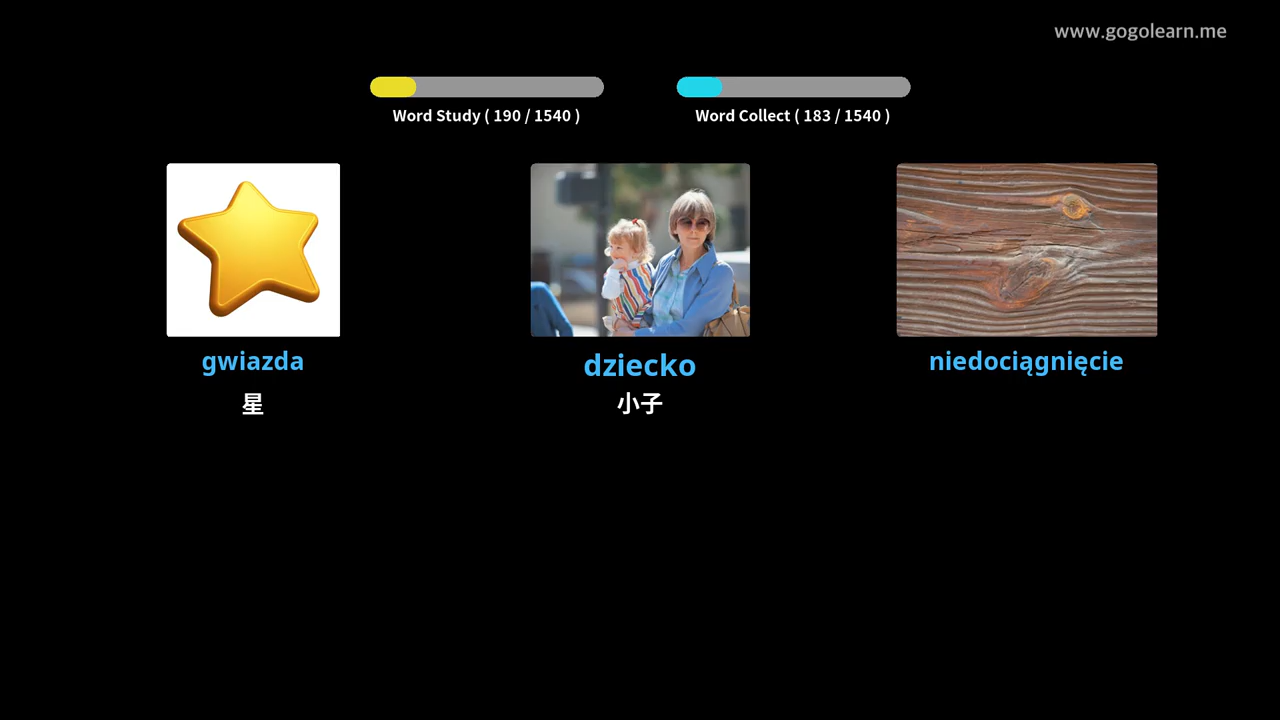 www.gogolearn.me
Word Study ( 190 / 1540 )
Word Collect ( 183 / 1540 )
gwiazda
dziecko
niedociągnięcie
星
小子